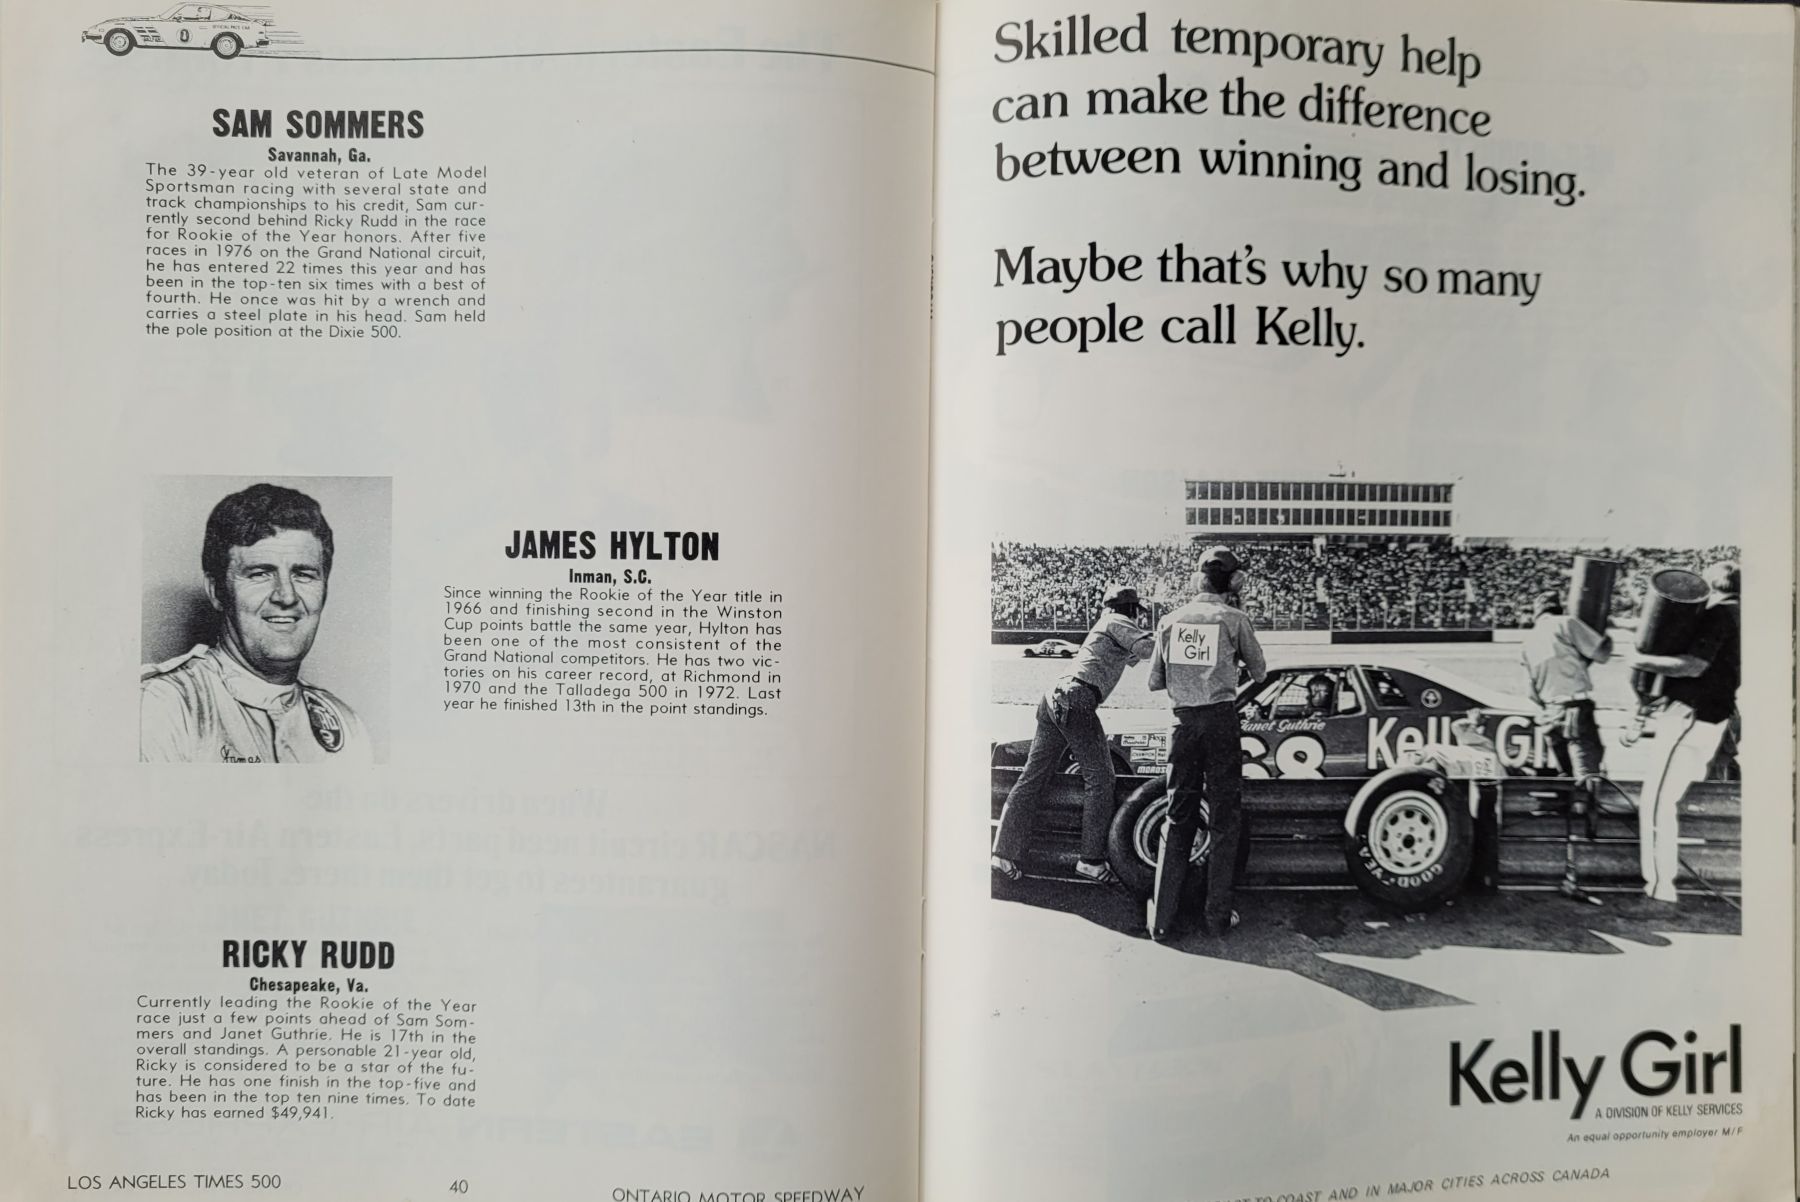 OFFICIAL PACE CAR
0
SAM SOMMERS
Savannah, Ga.
The 39-year old veteran of Late Model
Sportsman racing with several state and
track championships to his credit, Sam cur-
rently second behind Ricky Rudd in the race
for Rookie of the Year honors. After five
races in 1976 on the Grand National circuit,
he has entered 22 times this year and has
been in the top-ten six times with a best of
fourth. He once was hit by a wrench and
carries a steel plate in his head. Sam held
the pole position at the Dixie 500.
JAMES HYLTON
Inman, S.C.
Since winning the Rookie of the Year title in
1966 and finishing second in the Winston
Cup points battle the same year, Hylton has
been one of the most consistent of the
Grand National competitors. He has two vic-
tories on his career record, at Richmond in
1970 and the Talladega 500 in 1972. Last
year he finished 13th in the point standings.
James
RICKY RUDD
Chesapeake, Va.
Currently leading the Rookie of the Year
race just a few points ahead of Sam Som-
mers and Janet Guthrie. He is 17th in the
overall standings. A personable 21-year old,
Ricky is considered to be a star of the fu-
ture. He has one finish in the top-five and
has been in the top ten nine times. To date
Ricky has earned $49,941.
LOS ANGELES TIMES 500
40
ONTARIO MOTOR SPEEDWAY
Skilled temporary help
can make the difference
between winning and losing.
Maybe that's why so many
people call Kelly.
Kelly
Girl
Janet Guthrie
68
Kelly Gi
GOODYEAR
Kelly Girl
A DIVISION OF KELLY SERVICES
An equal opportunity employer M/F
TO COAST AND IN MAJOR CITIES ACROSS CANADA